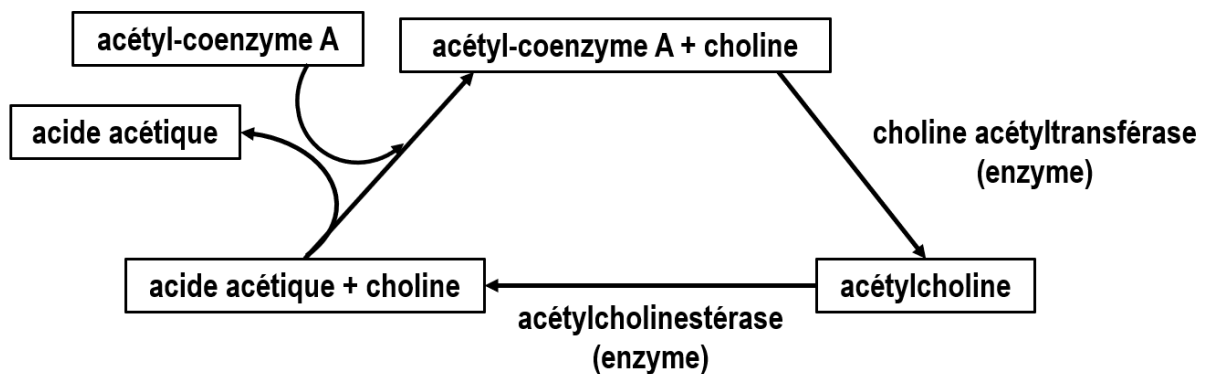 acétyl-coenzyme A
acétyl-coenzyme A + choline
acide acétique
choline acétyltransférase
(enzyme)
acide acétique + choline
acétylcholine
acétylcholinestérase
(enzyme)